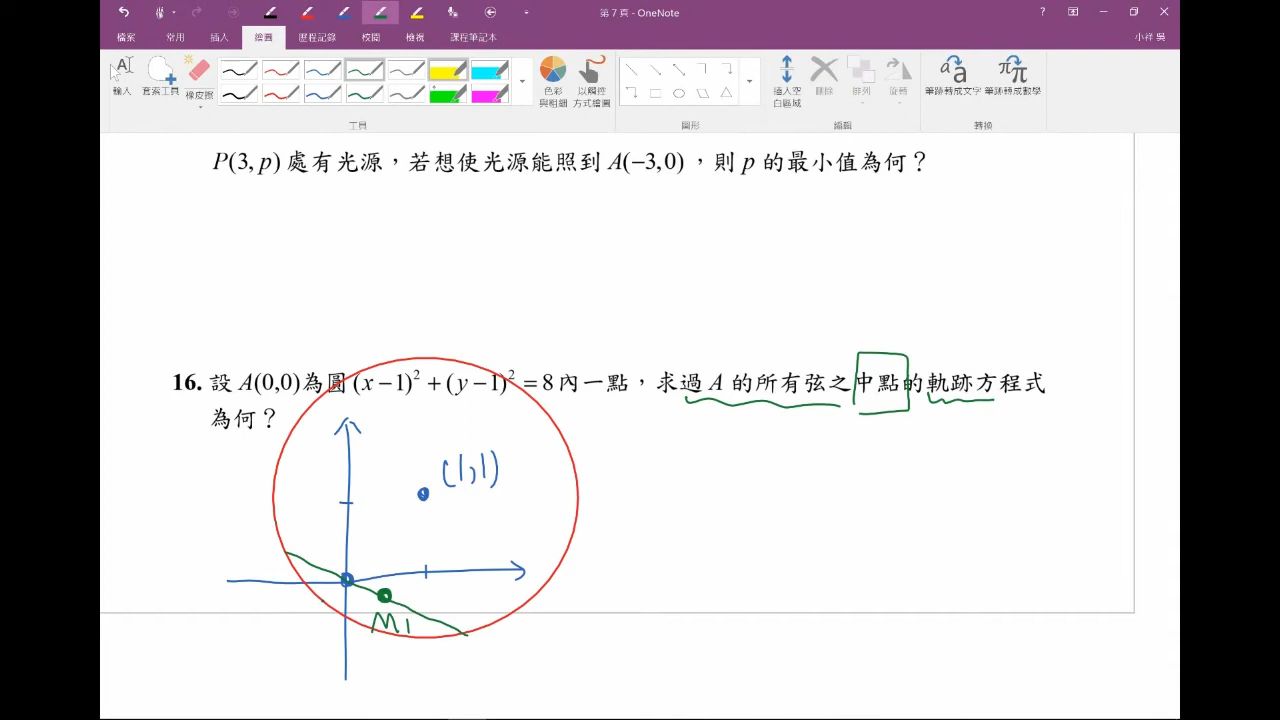 第 7 頁 - OneNote
?
檔案 常用 插入 繪圖 歷程記錄 校閱 檢視 課程筆記本
小祥 吳
輸入 套索工具 橡皮擦 色彩與粗細 以觸控方式繪圖 插入空白區域 刪除 排列 旋轉 筆跡轉成文字 筆跡轉成數學
工具 圖形 編輯 轉換
P(3, p) 處有光源，若想使光源能照到 A(−3,0) ，則 p 的最小值為何？
16. 設 A(0,0)為圓 (x−1)² +(y−1)² =8內一點，求過 A 的所有弦之中點的軌跡方程式
為何？
(1,1)
M1